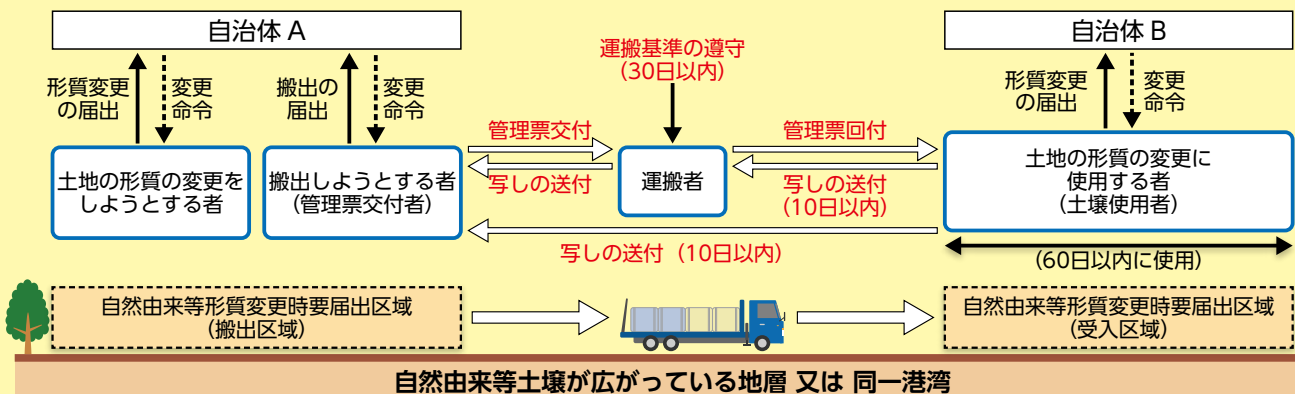 自治体 A
自治体 B
運搬基準の遵守
(30日以内)
形質変更
の届出
変更
命令
搬出の
届出
変更
命令
形質変更
の届出
変更
命令
管理票交付
管理票回付
土地の形質の変更を
しようとする者
搬出しようとする者
(管理票交付者)
運搬者
土地の形質の変更に
使用する者
(土壌使用者)
写しの送付
写しの送付
(10日以内)
写しの送付(10日以内)
(60日以内に使用)
自然由来等形質変更時要届出区域
(搬出区域)
自然由来等形質変更時要届出区域
(受入区域)
自然由来等土壌が広がっている地層 又は 同一港湾